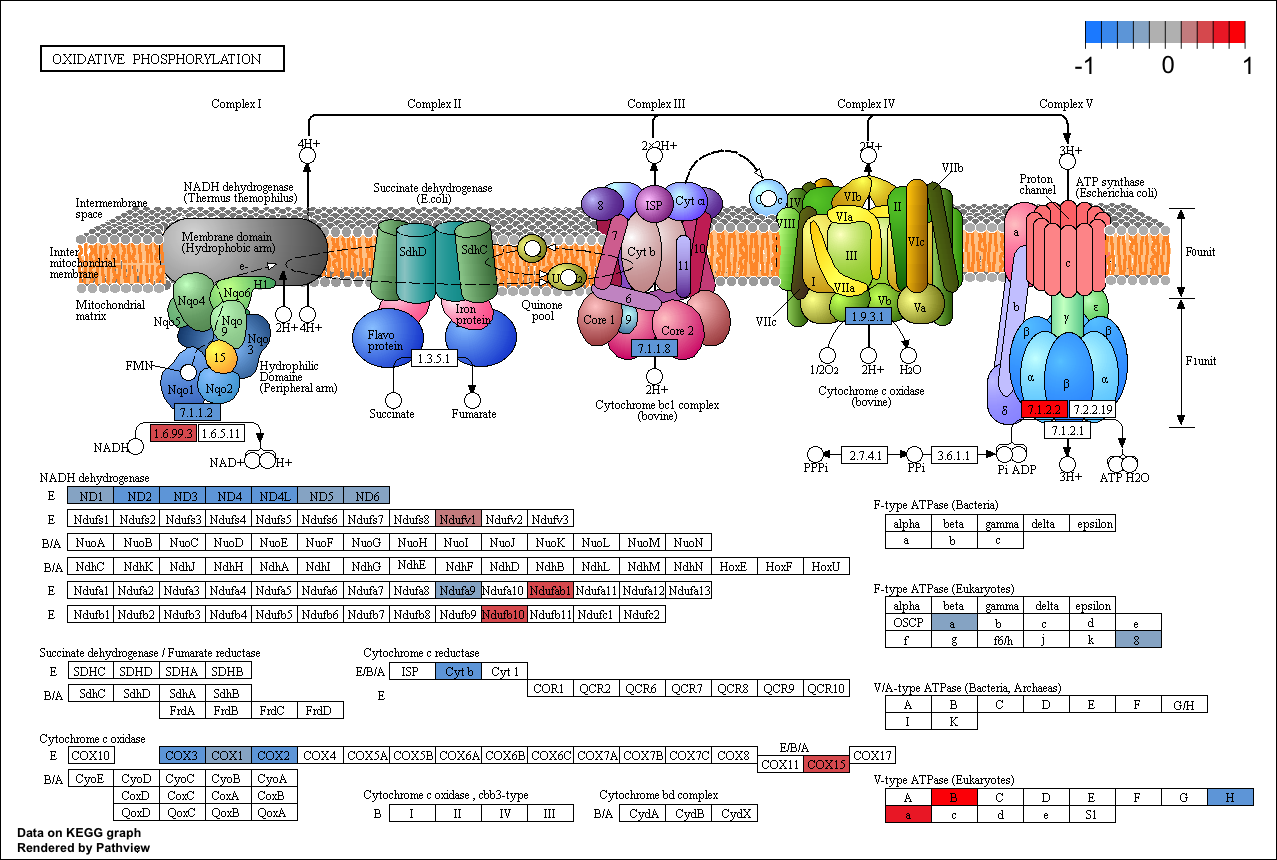 -1 0 1
OXIDATIVE PHOSPHORYLATION
Complex I Complex II Complex III Complex IV Complex V
4H+ 2×2H+ 2H+ 3H+
NADH dehydrogenase
(Thermus themophilus)
Succinate dehydrogenase
(E.coli)
VIIb
Proton
channel
ATP synthase
(Escherichia coli)
Intermembrane
space
Innter
mitochondrial
membrane
Mitochondrial
matrix
Membrane domain
(Hydrophobic arm)
e-
H1
Nqo4 Nqo6
Nqo5 Nqo
9 Nqo
3
15
FMN
Nqo1 Nqo2
Hydrophilic
Domaine
(Peripheral arm)
2H+ 4H+
7.1.1.2
1.6.99.3 1.6.5.11
NADH NAD+ H+
SdhD SdhC
Flavo
protein
Iron
protein
1.3.5.1
Succinate Fumarate
Quinone
pool
8 ISP Cyt c1
7 Cyt b 10
11
6
Core 1 9 Core 2
7.1.1.8
2H+
Cytochrome bc1 complex
(bovine)
IV VIb
VIII VIa II
VIc
III
I VIIa
Vb Va
VIIc
1.9.3.1
1/2O2 2H+ H2O
Cytochrome c oxidase
(bovine)
a c
b
γ ε
β β
α β α
δ
7.1.2.2 7.2.2.19
7.1.2.1
F0unit
F1unit
PPPi 2.7.4.1 PPi 3.6.1.1 Pi ADP 3H+ ATP H2O
NADH dehydrogenase
E ND1 ND2 ND3 ND4 ND4L ND5 ND6
E Ndufs1 Ndufs2 Ndufs3 Ndufs4 Ndufs5 Ndufs6 Ndufs7 Ndufs8 Ndufv1 Ndufv2 Ndufv3
B/A NuoA NuoB NuoC NuoD NuoE NuoF NuoG NuoH NuoI NuoJ NuoK NuoL NuoM NuoN
B/A NdhC NdhK NdhJ NdhH NdhA NdhI NdhG NdhE NdhF NdhD NdhB NdhL NdhM NdhN HoxE HoxF HoxU
E Ndufa1 Ndufa2 Ndufa3 Ndufa4 Ndufa5 Ndufa6 Ndufa7 Ndufa8 Ndufa9 Ndufa10 Ndufab1 Ndufa11 Ndufa12 Ndufa13
E Ndufb1 Ndufb2 Ndufb3 Ndufb4 Ndufb5 Ndufb6 Ndufb7 Ndufb8 Ndufb9 Ndufb10 Ndufb11 Ndufc1 Ndufc2
Succinate dehydrogenase / Fumarate reductase
E SDHC SDHD SDHA SDHB
B/A SdhC SdhD SdhA SdhB
FrdA FrdB FrdC FrdD
Cytochrome c reductase
E/B/A ISP Cyt b Cyt 1
E COR1 QCR2 QCR6 QCR7 QCR8 QCR9 QCR10
Cytochrome c oxidase
E COX10 COX3 COX1 COX2 COX4 COX5A COX5B COX6A COX6B COX6C COX7A COX7B COX7C COX8
E/B/A
COX11 COX15 COX17
B/A CyoE CyoD CyoC CyoB CyoA
CoxD CoxC CoxA CoxB
QoxD QoxC QoxB QoxA
Cytochrome c oxidase , cbb3-type
B I II IV III
Cytochrome bd complex
B/A CydA CydB CydX
F-type ATPase (Bacteria)
alpha beta gamma delta epsilon
a b c
F-type ATPase (Eukaryotes)
alpha beta gamma delta epsilon
OSCP a b c d e
f g f6/h j k 8
V/A-type ATPase (Bacteria, Archaeas)
A B C D E F G/H
I K
V-type ATPase (Eukaryotes)
A B C D E F G H
a c d e S1
Data on KEGG graph
Rendered by Pathview